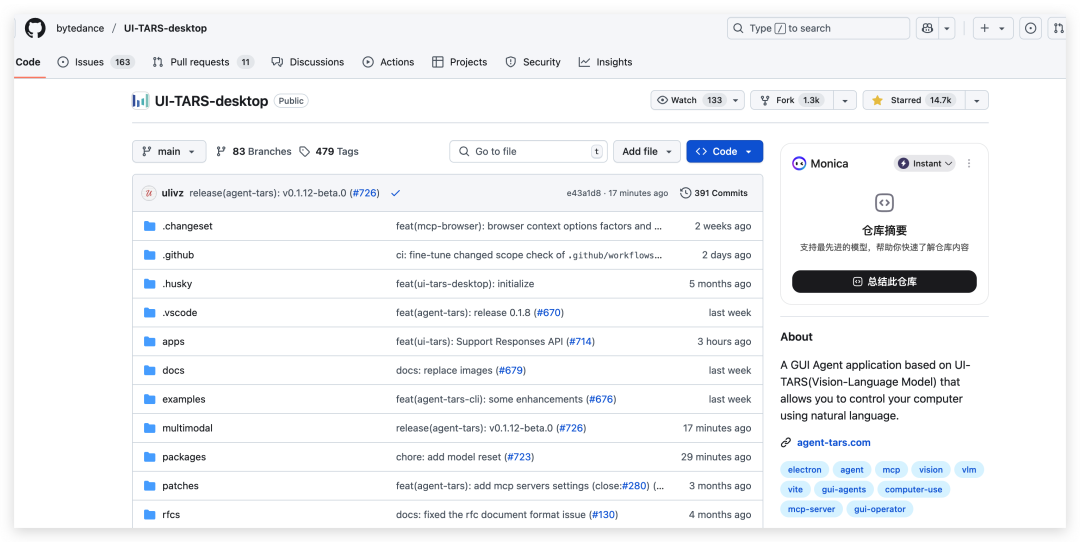 bytedance / UI-TARS-desktop
Type / to search
Code Issues 163 Pull requests 11 Discussions Actions Projects Security Insights
UI-TARS-desktop Public
Watch 133 Fork 1.3k Starred 14.7k
main 83 Branches 479 Tags Go to file t Add file Code
ulivz release(agent-tars): v0.1.12-beta.0 (#726) e43a1d8 · 17 minutes ago 391 Commits
.changeset feat(mcp-browser): browser context options factors and ... 2 weeks ago
.github ci: fine-tune changed scope check of .github/workflows... 2 days ago
.husky feat(ui-tars-desktop): initialize 5 months ago
.vscode feat(agent-tars): release 0.1.8 (#670) last week
apps feat(ui-tars): Support Responses API (#714) 3 hours ago
docs docs: replace images (#679) last week
examples feat(agent-tars-cli): some enhancements (#676) last week
multimodal release(agent-tars): v0.1.12-beta.0 (#726) 17 minutes ago
packages chore: add model reset (#723) 29 minutes ago
patches feat(agent-tars): add mcp servers settings (close:#280) (... 3 months ago
rfcs docs: fixed the rfc document format issue (#130) 4 months ago
Monica Instant
仓库摘要
支持最先进的模型，帮助你快速了解仓库内容
总结此仓库
About
A GUI Agent application based on UI-
TARS(Vision-Language Model) that
allows you to control your computer
using natural language.
agent-tars.com
electron agent mcp vision vlm
vite gui-agents computer-use
mcp-server gui-operator